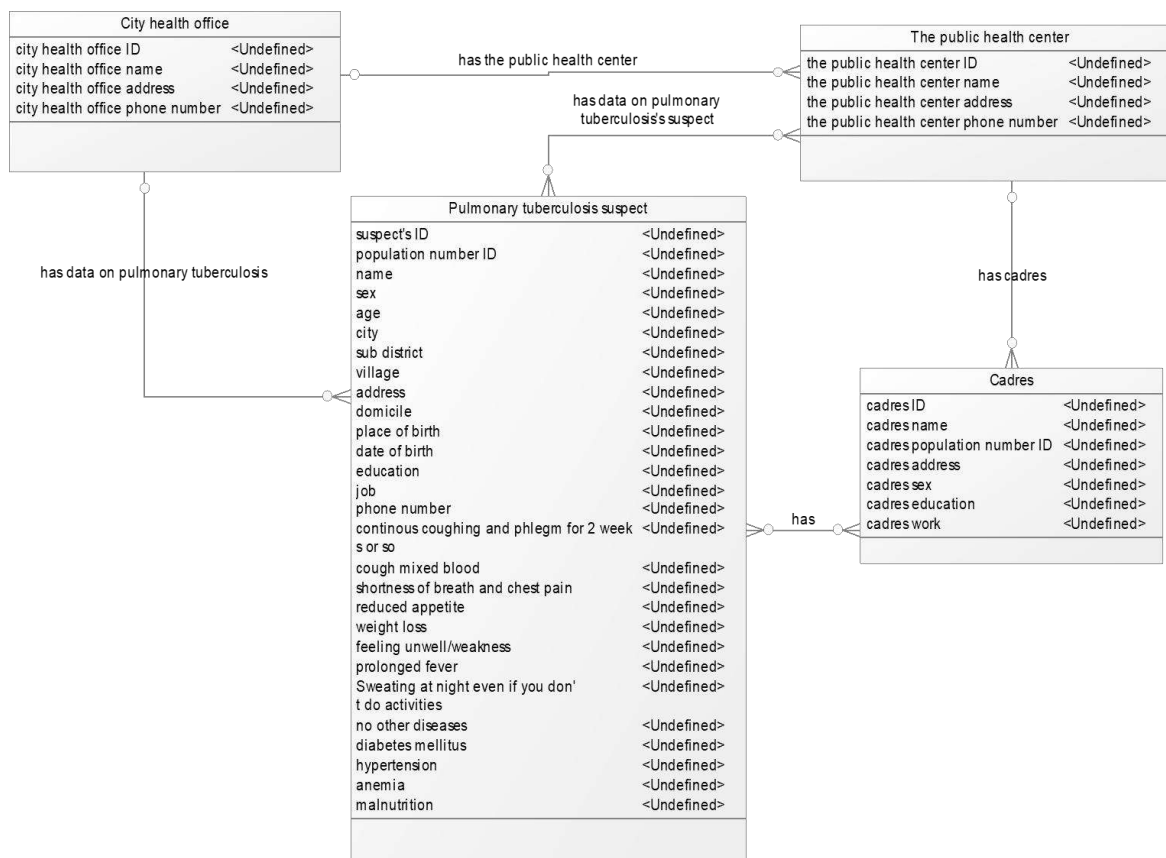 City health office
city health office ID <Undefined>
city health office name <Undefined>
city health office address <Undefined>
city health office phone number <Undefined>
has the public health center
The public health center
the public health center ID <Undefined>
the public health center name <Undefined>
the public health center address <Undefined>
the public health center phone number <Undefined>
has data on pulmonary
tuberculosis's suspect
has data on pulmonary tuberculosis
Pulmonary tuberculosis suspect
suspect's ID <Undefined>
population number ID <Undefined>
name <Undefined>
sex <Undefined>
age <Undefined>
city <Undefined>
sub district <Undefined>
village <Undefined>
address <Undefined>
domicile <Undefined>
place of birth <Undefined>
date of birth <Undefined>
education <Undefined>
job <Undefined>
phone number <Undefined>
continous coughing and phlegm for 2 week <Undefined>
s or so
cough mixed blood <Undefined>
shortness of breath and chest pain <Undefined>
reduced appetite <Undefined>
weight loss <Undefined>
feeling unwell/weakness <Undefined>
prolonged fever <Undefined>
Sweating at night even if you don' <Undefined>
t do activities
no other diseases <Undefined>
diabetes mellitus <Undefined>
hypertension <Undefined>
anemia <Undefined>
malnutrition <Undefined>
has cadres
has
Cadres
cadres ID <Undefined>
cadres name <Undefined>
cadres population number ID <Undefined>
cadres address <Undefined>
cadres sex <Undefined>
cadres education <Undefined>
cadres work <Undefined>